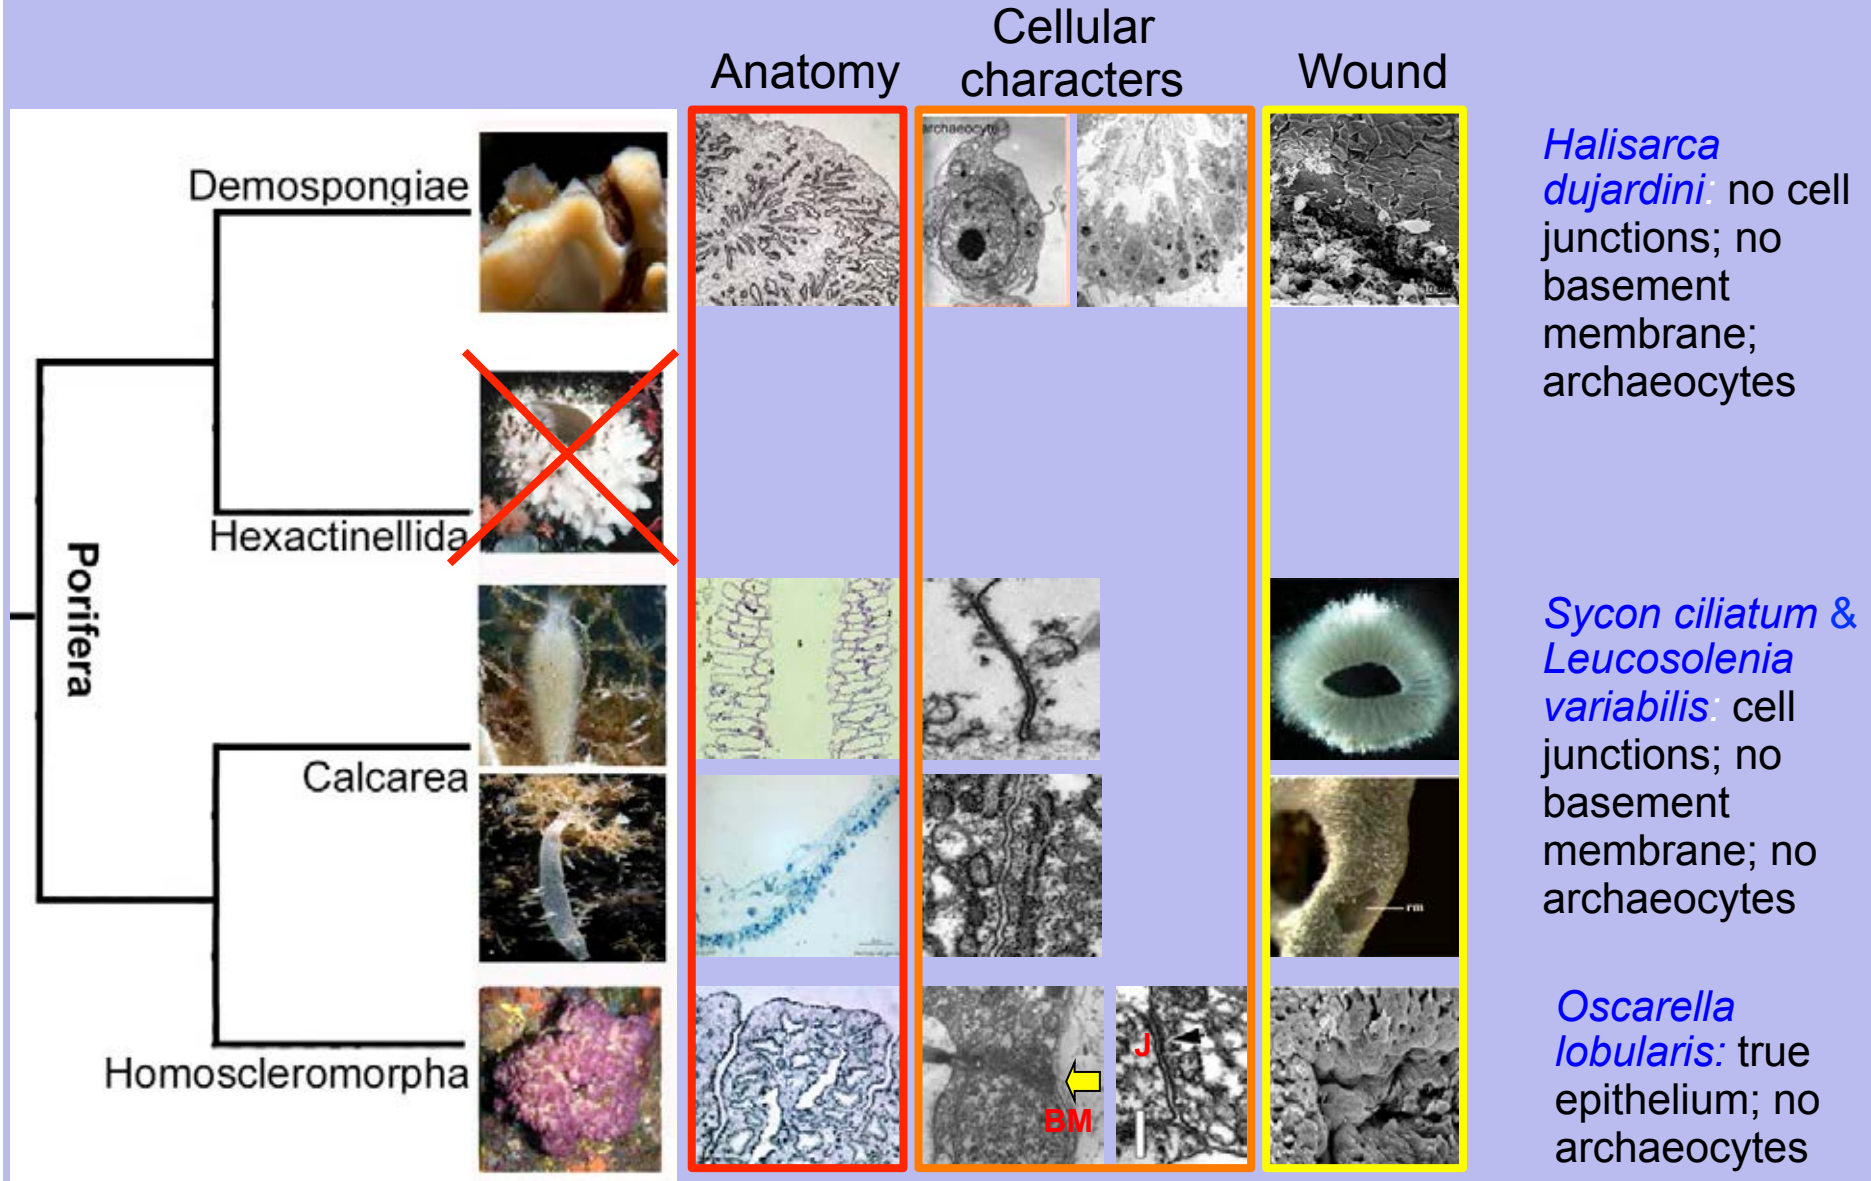 Anatomy
Cellular
characters
Wound
Demospongiae
archaeocyte
Halisarca
dujardini: no cell
junctions; no
basement
membrane;
archaeocytes
Hexactinellida
Porifera
Calcarea
Sycon ciliatum &
Leucosolenia
variabilis: cell
junctions; no
basement
membrane; no
archaeocytes
rm
Homoscleromorpha
BM
J
Oscarella
lobularis: true
epithelium; no
archaeocytes